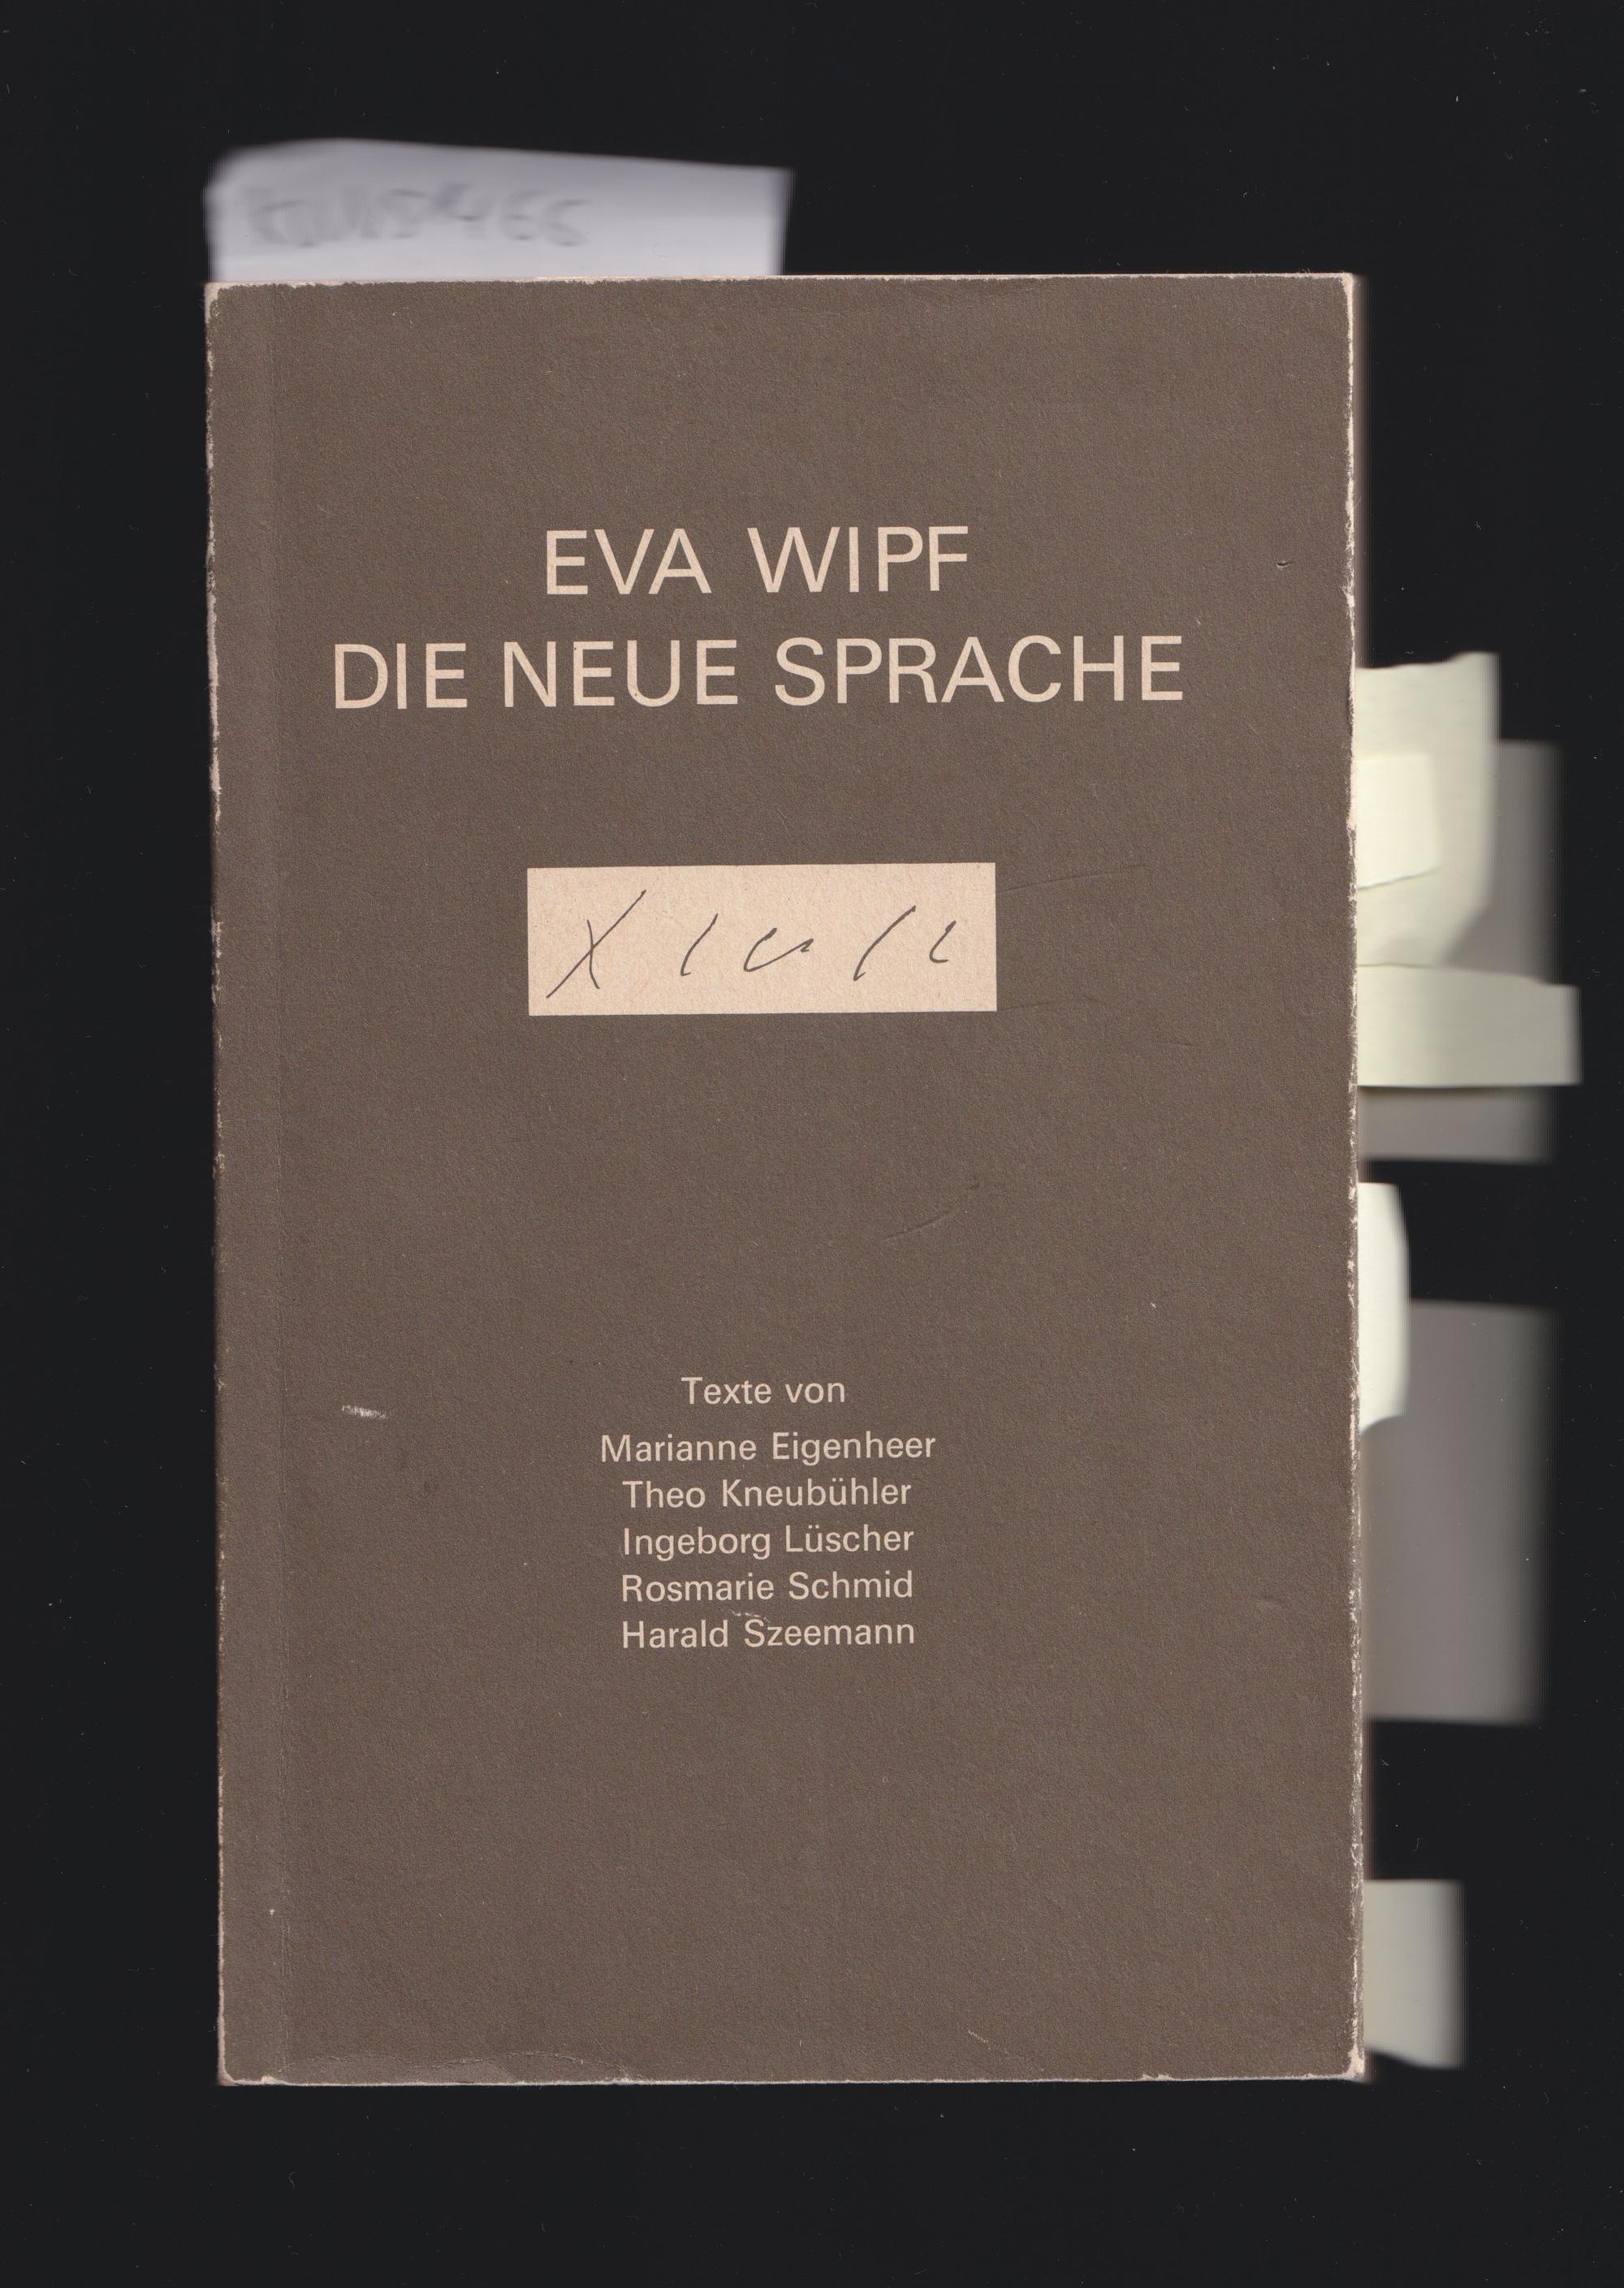 EVA WIPF
DIE NEUE SPRACHE
Texte von
Marianne Eigenheer
Theo Kneubühler
Ingeborg Lüscher
Rosmarie Schmid
Harald Szeemann